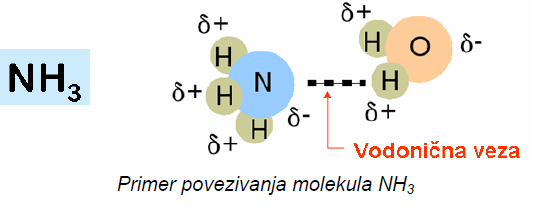 NH₃
δ+
H
δ+
H
N
δ+
H
δ-
δ+
H
O
δ-
H
δ+
Vodonična veza
Primer povezivanja molekula NH₃